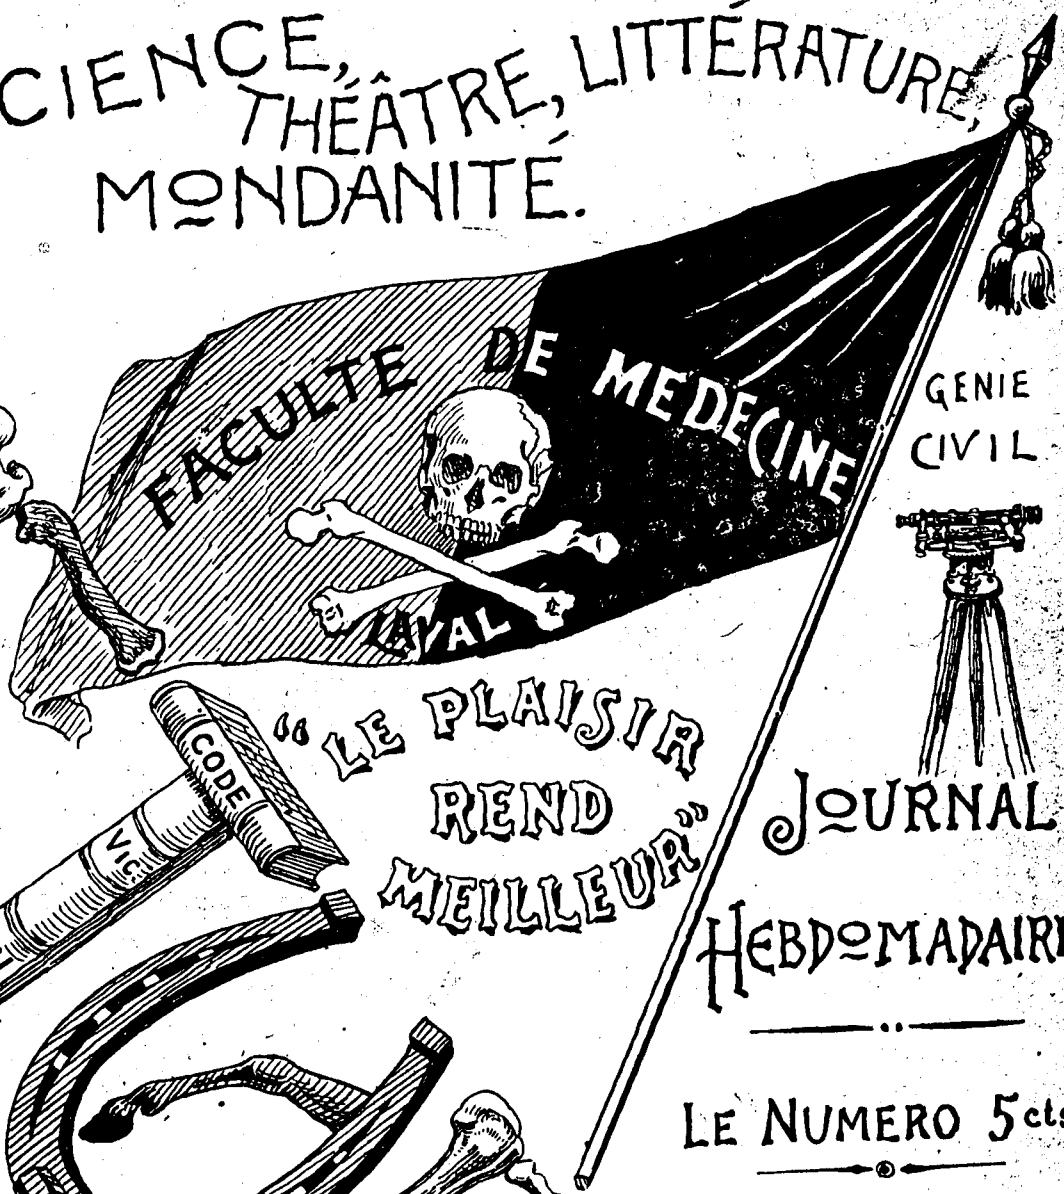 CIENCE,
THÉÂTRE, LITTÉRATURE,
MONDANITÉ.
FACULTE DE MEDECINE
LAVAL
GENIE
CIVIL
CODE
VIC.
"LE PLAISIR
REND
MEILLEUR"
JOURNAL
HEBDOMADAIRE
LE NUMERO 5cts